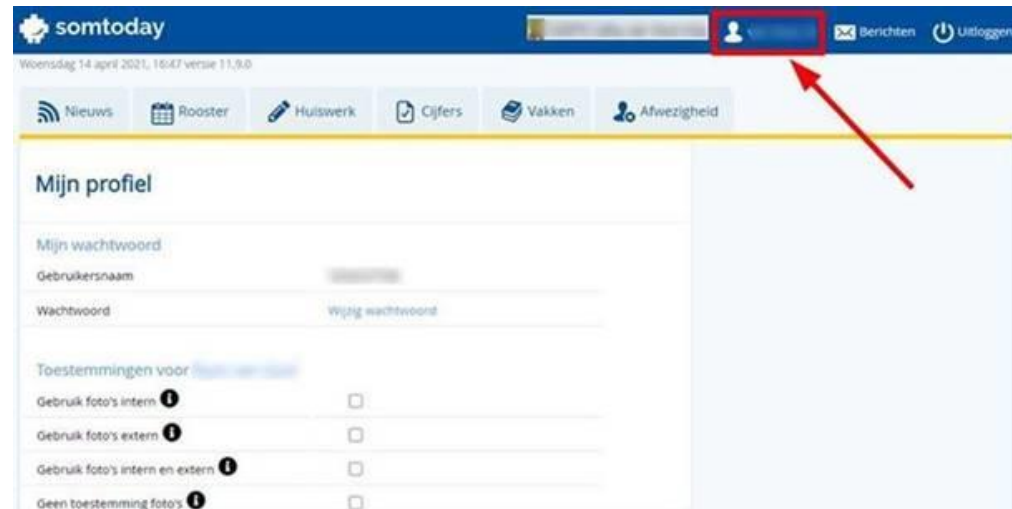 somtoday
Berichten
Uitloggen
Woensdag 14 april 2021, 16:47 versie 11.9.0
Nieuws
Rooster
Huiswerk
Cijfers
Vakken
Afwezigheid
Mijn profiel
Mijn wachtwoord
Gebruikersnaam
Wachtwoord
Wijzig wachtwoord
Toestemmingen voor
Gebruik foto's intern
Gebruik foto's extern
Gebruik foto's intern en extern
Geen toestemming foto's